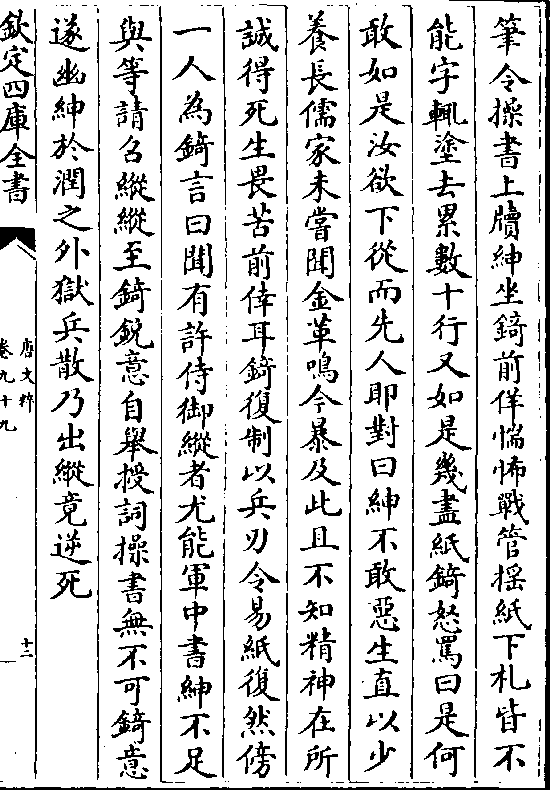 筆令操書上牘紳坐錡前佯惴怖戰管揺紙下札皆不
能字輒塗去累數十行又如是幾盡紙錡怒罵曰是何
敢如是汝欲下從而先人即對曰紳不敢惡生直以少
養長儒家未嘗聞金革鳴今暴及此且不知精神在所
誠得死生畏苦前倖耳錡復制以兵刃令易紙復然傍
一人為錡言曰聞有許侍御縱者尤能軍中書紳不足
與等請召縱縱至錡銳意自舉授詞操書無不可錡意
遂幽紳於潤之外獄兵散乃出縱竟逆死
欽定四庫全書
唐文粹
卷九十九
十二